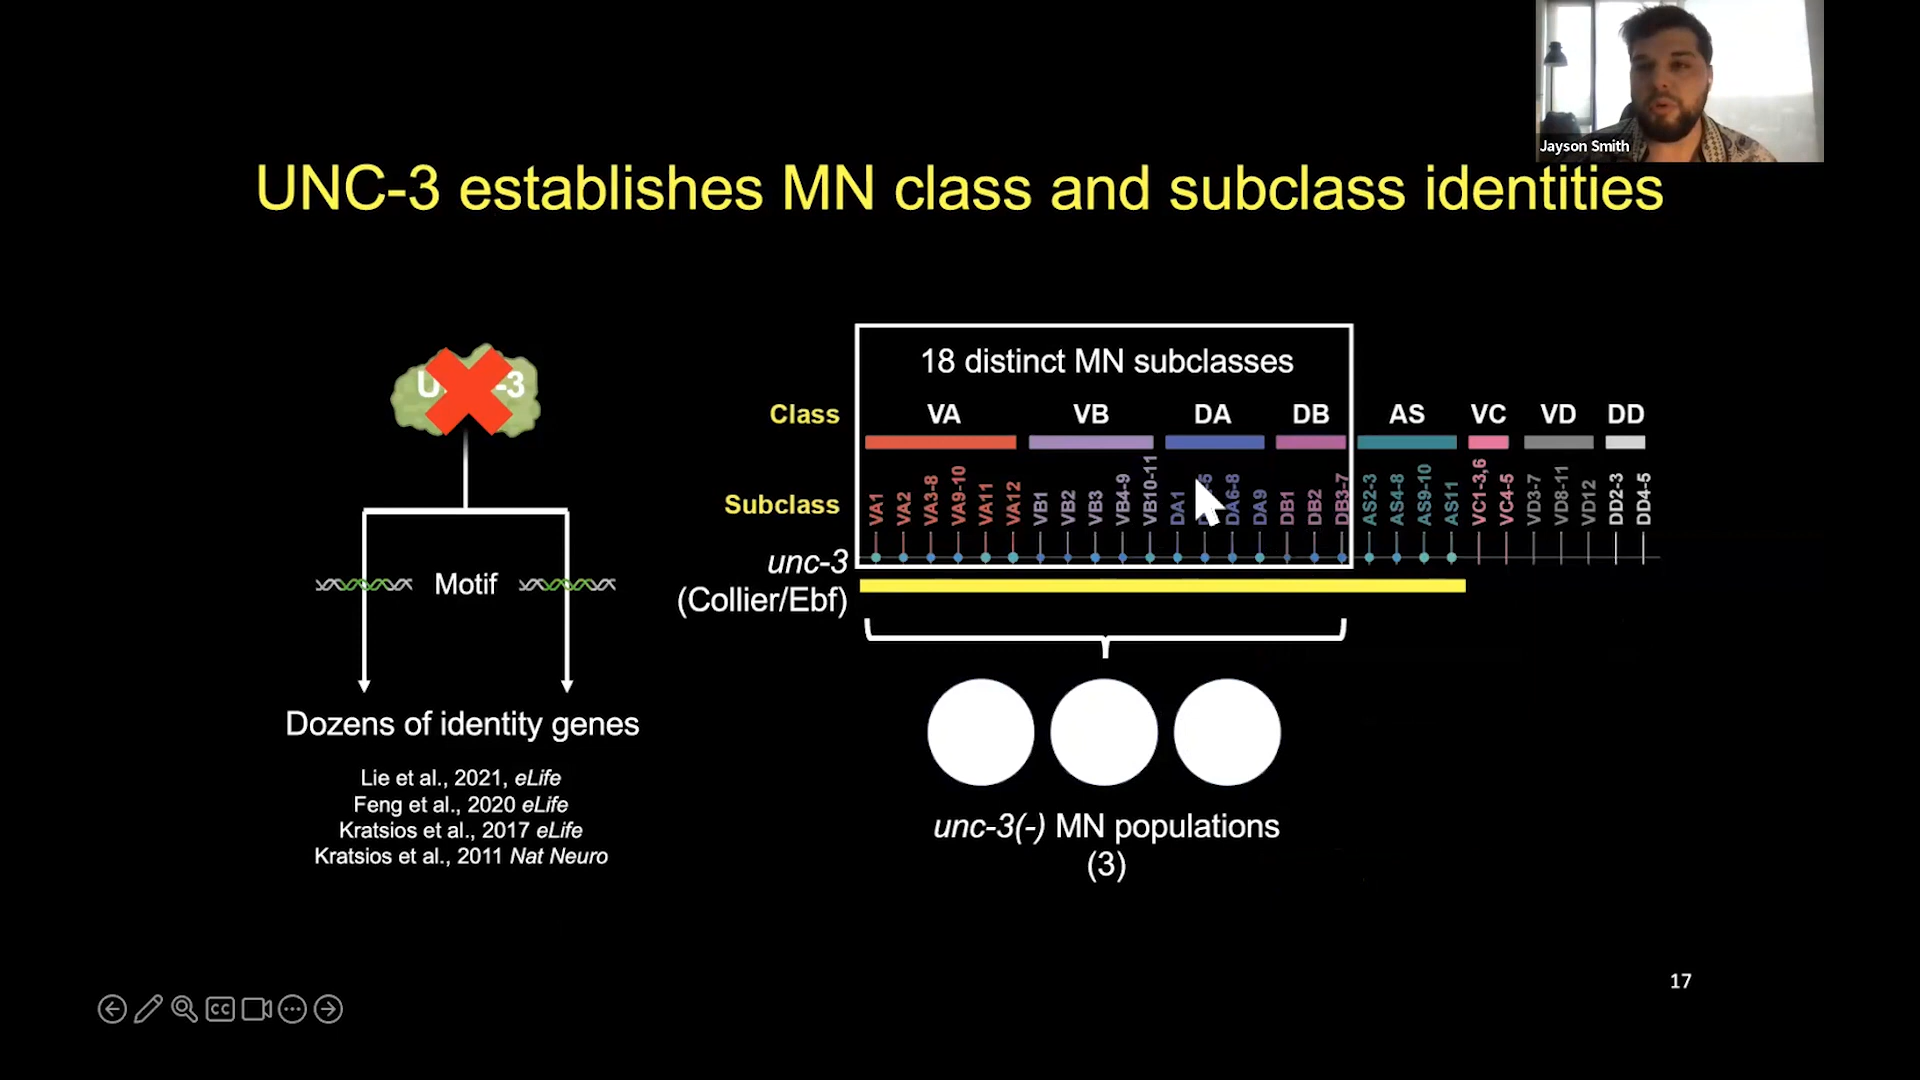 Jayson Smith
UNC-3 establishes MN class and subclass identities
18 distinct MN subclasses
Class VA VB DA DB AS VC VD DD
Subclass VA1 VA2 VA3-8 VA9-10 VA11 VA12 VB1 VB2 VB3 VB4-9 VB10-11 DA1 DA6-8 DA9 DB1 DB2 DB3-7 AS2-3 AS4-8 AS9-10 AS11 VC1-3,6 VC4-5 VD3-7 VD8-11 VD12 DD2-3 DD4-5
unc-3
(Collier/Ebf)
Motif
Dozens of identity genes
Lie et al., 2021, eLife
Feng et al., 2020 eLife
Kratsios et al., 2017 eLife
Kratsios et al., 2011 Nat Neuro
unc-3(-) MN populations
(3)
17
CC